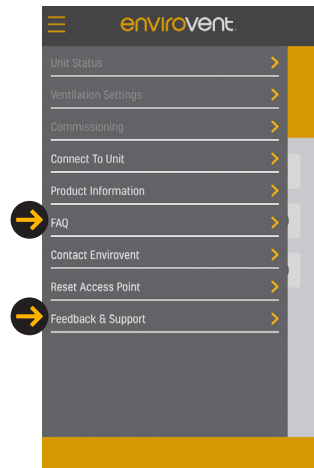 envirovent.
Unit Status
Ventilation Settings
Commissioning
Connect To Unit
Product Information
FAQ
Contact Envirovent
Reset Access Point
Feedback & Support